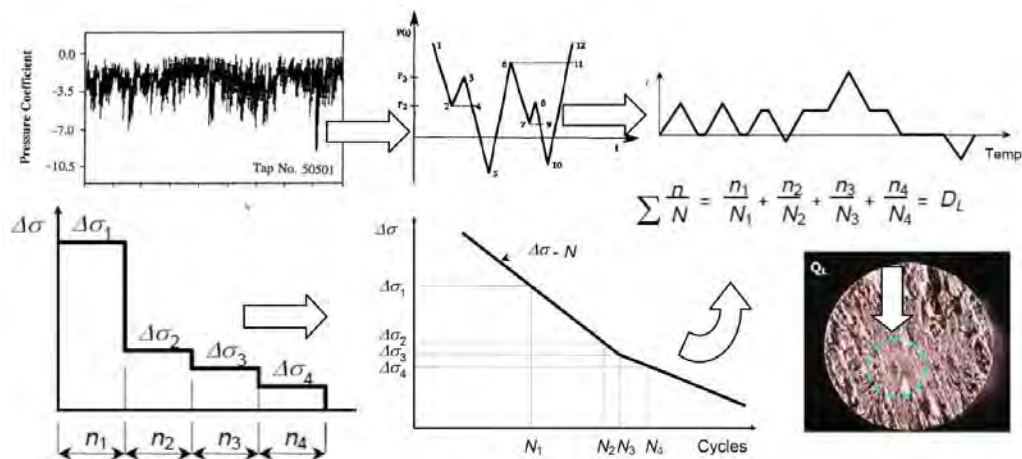 Pressure Coefficient
0.0
-3.5
-7.0
-10.5
Tap No. 50501
1
2
3
4
5
6
7
8
9
10
11
12
t
Temp
∑ n/N = n1/N1 + n2/N2 + n3/N3 + n4/N4 = DL
Δσ
Δσ1
Δσ2
Δσ3
Δσ4
n1 n2 n3 n4
Δσ
Δσ - N
Δσ1
Δσ2
Δσ3
Δσ4
N1 N2 N3 N4 Cycles